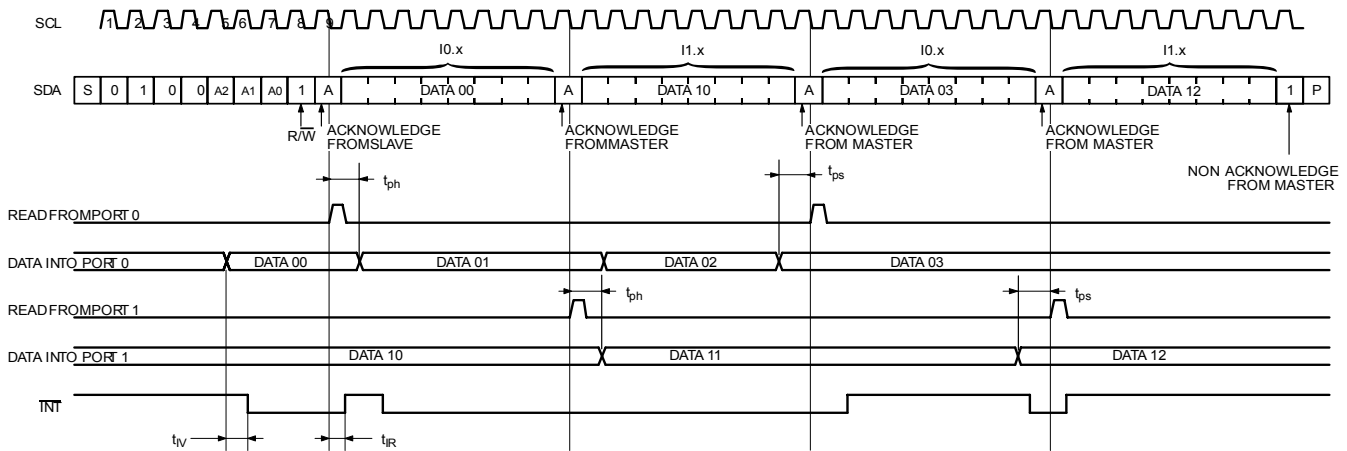 SCL 1 2 3 4 5 6 7 8 9
I0.x I1.x I0.x I1.x
SDA S 0 1 0 0 A2 A1 A0 1 A DATA 00 A DATA 10 A DATA 03 A DATA 12 1 P
R/W ACKNOWLEDGE ACKNOWLEDGE ACKNOWLEDGE ACKNOWLEDGE
FROMSLAVE FROMMASTER FROM MASTER FROM MASTER
NON ACKNOWLEDGE
FROM MASTER
tph tps
READ FROMPORT 0
DATA INTO PORT 0 DATA 00 DATA 01 DATA 02 DATA 03
tph tps
READ FROMPORT 1
DATA INTO PORT 1 DATA 10 DATA 11 DATA 12
INT
tIV tIR